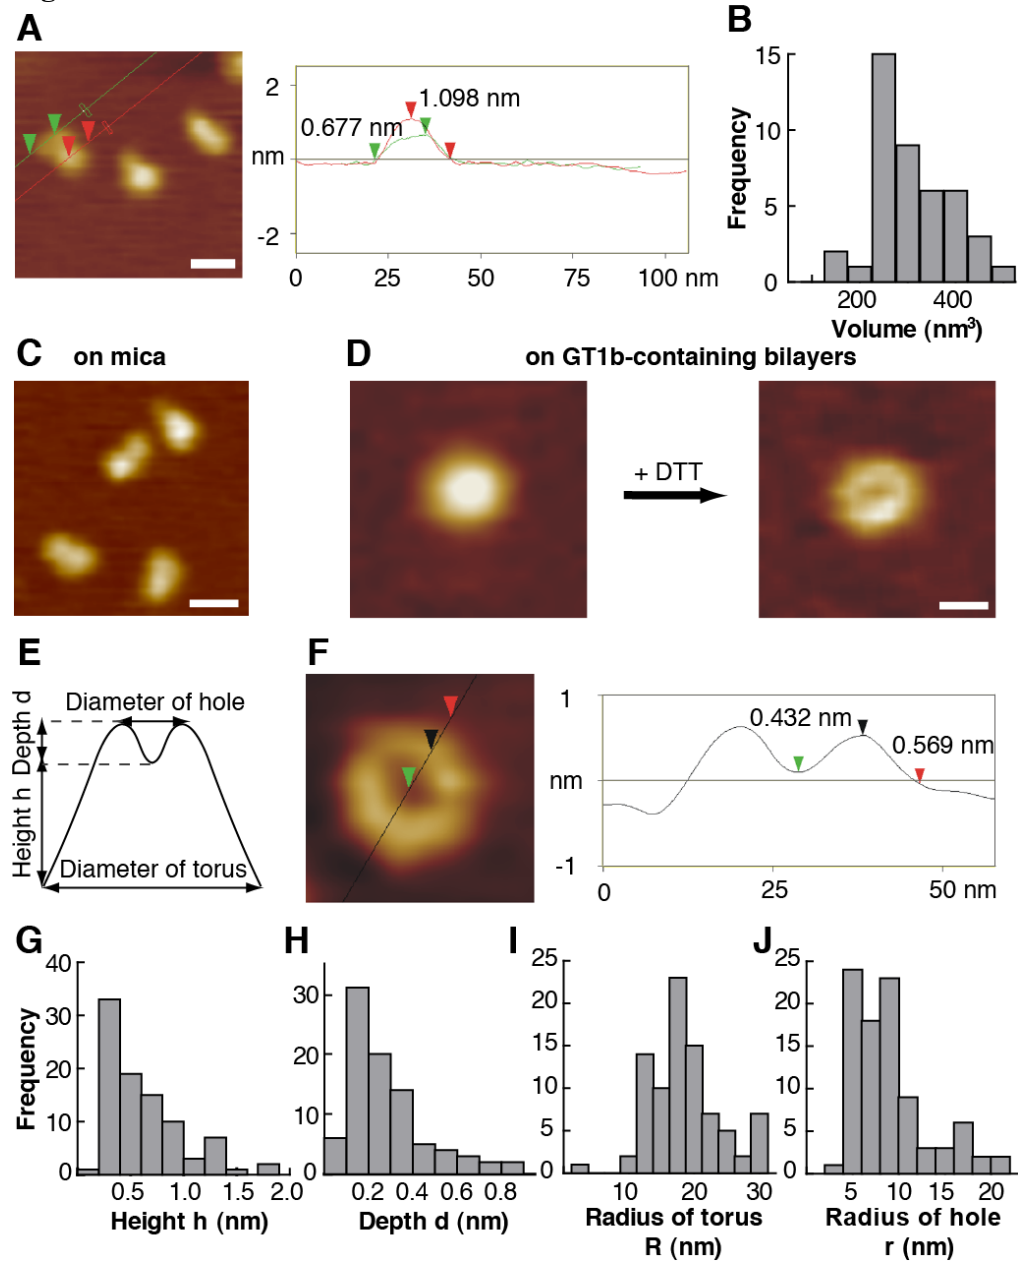 A
2
1.098 nm
0.677 nm
nm
-2
0
25
50
75
100 nm
B
15
10
5
0
Frequency
200
400
Volume (nm³)
C on mica
D on GT1b-containing bilayers
+ DTT
E
Diameter of hole
Depth d
Height h
Diameter of torus
F
1
0.432 nm
0.569 nm
nm
-1
0
25
50 nm
G
40
30
20
10
0
Frequency
0.5 1.0 1.5 2.0
Height h (nm)
H
30
20
10
0
0.2 0.4 0.6 0.8
Depth d (nm)
I
25
20
15
10
5
0
10 20 30
Radius of torus
R (nm)
J
25
20
15
10
5
0
5 10 15 20
Radius of hole
r (nm)